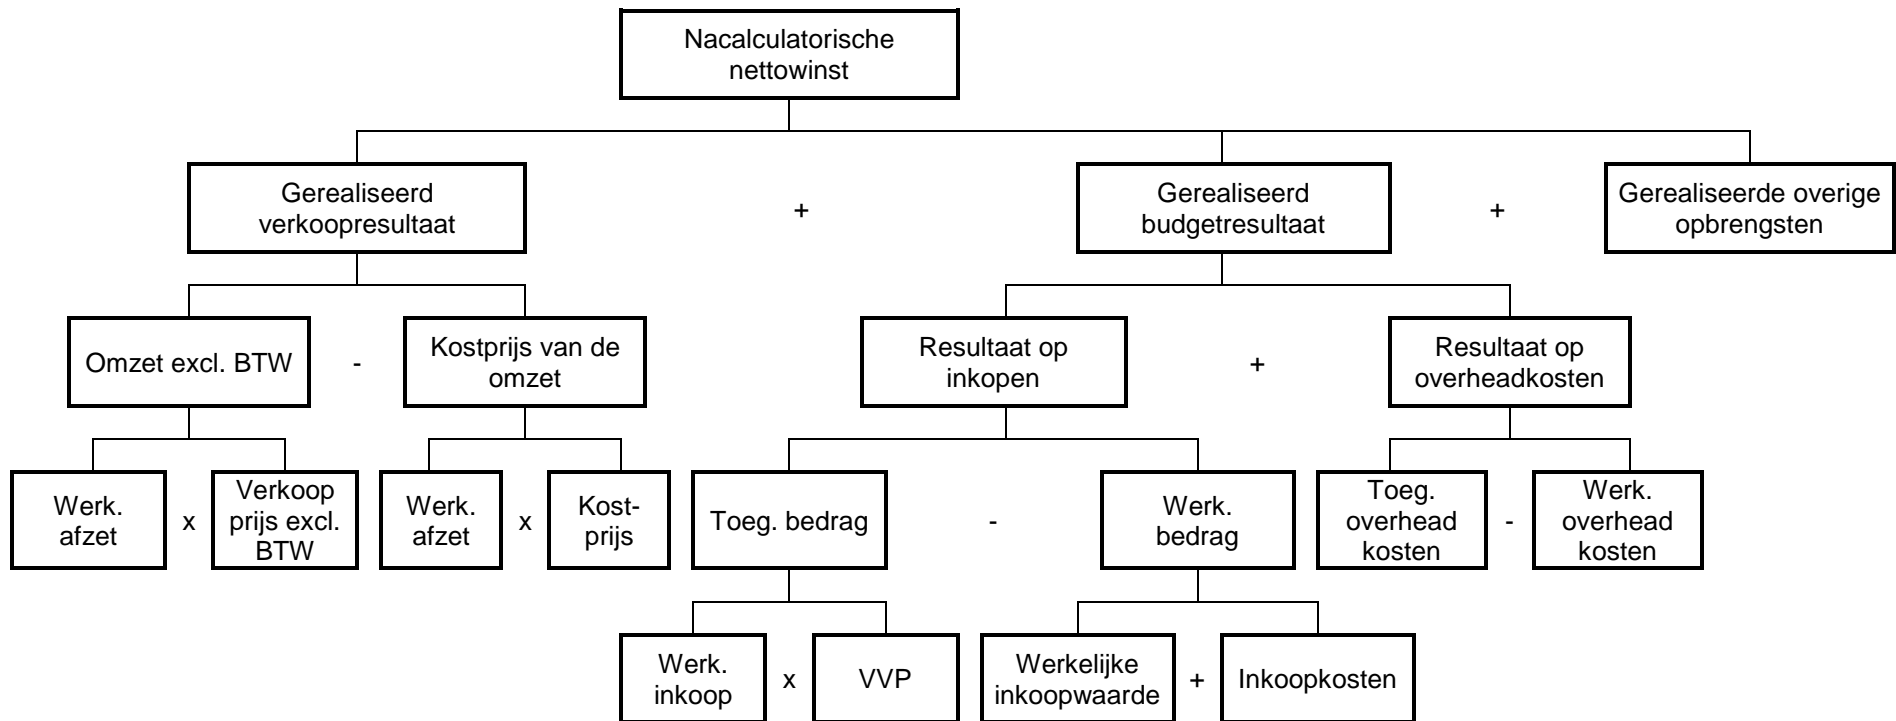 Nacalculatorische
nettowinst
Gerealiseerd
verkoopresultaat
+
Gerealiseerd
budgetresultaat
+
Gerealiseerde overige
opbrengsten
Omzet excl. BTW
-
Kostprijs van de
omzet
Resultaat op
inkopen
+
Resultaat op
overheadkosten
Werk.
afzet
x
Verkoop
prijs excl.
BTW
Werk.
afzet
x
Kost-
prijs
Toeg. bedrag
-
Werk.
bedrag
Toeg.
overhead
kosten
-
Werk.
overhead
kosten
Werk.
inkoop
x
VVP
Werkelijke
inkoopwaarde
+
Inkoopkosten